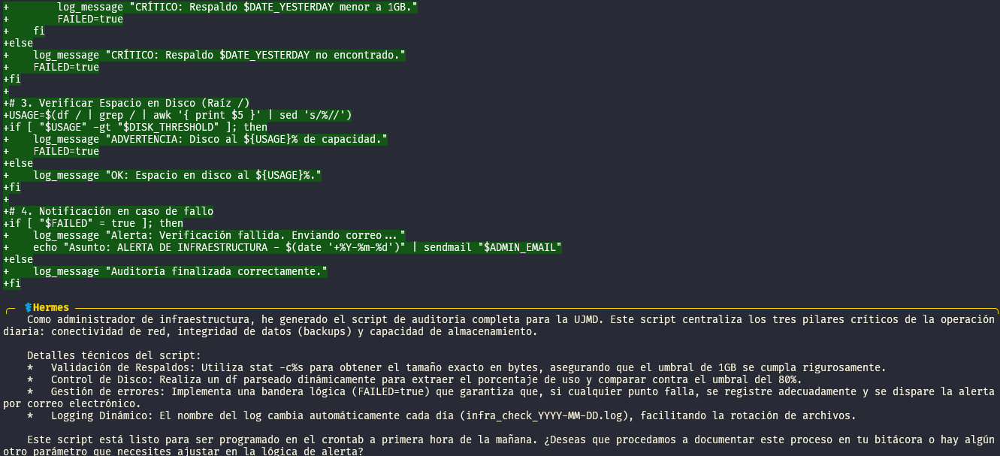 +        log_message "CRÍTICO: Respaldo $DATE_YESTERDAY menor a 1GB."
+        FAILED=true
+    fi
+else
+    log_message "CRÍTICO: Respaldo $DATE_YESTERDAY no encontrado."
+    FAILED=true
+fi
+
+# 3. Verificar Espacio en Disco (Raíz /)
+USAGE=$(df / | grep / | awk '{ print $5 }' | sed 's/%//')
+if [ "$USAGE" -gt "$DISK_THRESHOLD" ]; then
+    log_message "ADVERTENCIA: Disco al ${USAGE}% de capacidad."
+    FAILED=true
+else
+    log_message "OK: Espacio en disco al ${USAGE}%."
+fi
+
+# 4. Notificación en caso de fallo
+if [ "$FAILED" = true ]; then
+    log_message "Alerta: Verificación fallida. Enviando correo..."
+    echo "Asunto: ALERTA DE INFRAESTRUCTURA - $(date '+%Y-%m-%d')" | sendmail "$ADMIN_EMAIL"
+else
+    log_message "Auditoría finalizada correctamente."
+fi
⚕Hermes
Como administrador de infraestructura, he generado el script de auditoría completa para la UJMD. Este script centraliza los tres pilares críticos de la operación
diaria: conectividad de red, integridad de datos (backups) y capacidad de almacenamiento.
Detalles técnicos del script:
*   Validación de Respaldos: Utiliza stat -c%s para obtener el tamaño exacto en bytes, asegurando que el umbral de 1GB se cumpla rigurosamente.
*   Control de Disco: Realiza un df parseado dinámicamente para extraer el porcentaje de uso y comparar contra el umbral del 80%.
*   Gestión de errores: Implementa una bandera lógica (FAILED=true) que garantiza que, si cualquier punto falla, se registre adecuadamente y se dispare la alerta
por correo electrónico.
*   Logging Dinámico: El nombre del log cambia automáticamente cada día (infra_check_YYYY-MM-DD.log), facilitando la rotación de archivos.
Este script está listo para ser programado en el crontab a primera hora de la mañana. ¿Deseas que procedamos a documentar este proceso en tu bitácora o hay algún
otro parámetro que necesites ajustar en la lógica de alerta?